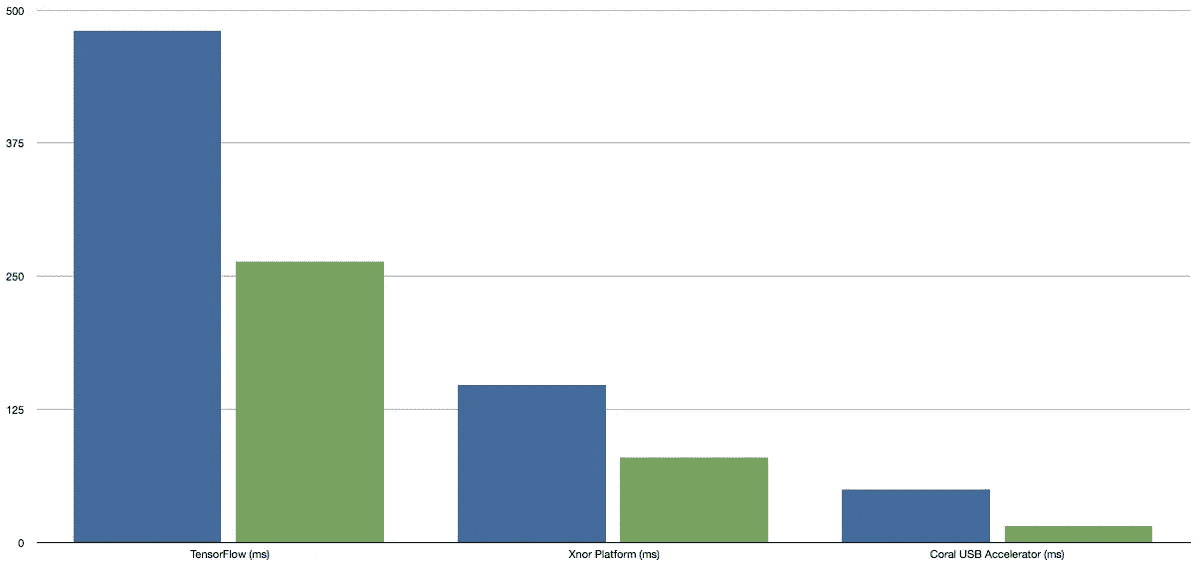 500
375
250
125
0
TensorFlow (ms)
Xnor Platform (ms)
Coral USB Accelerator (ms)